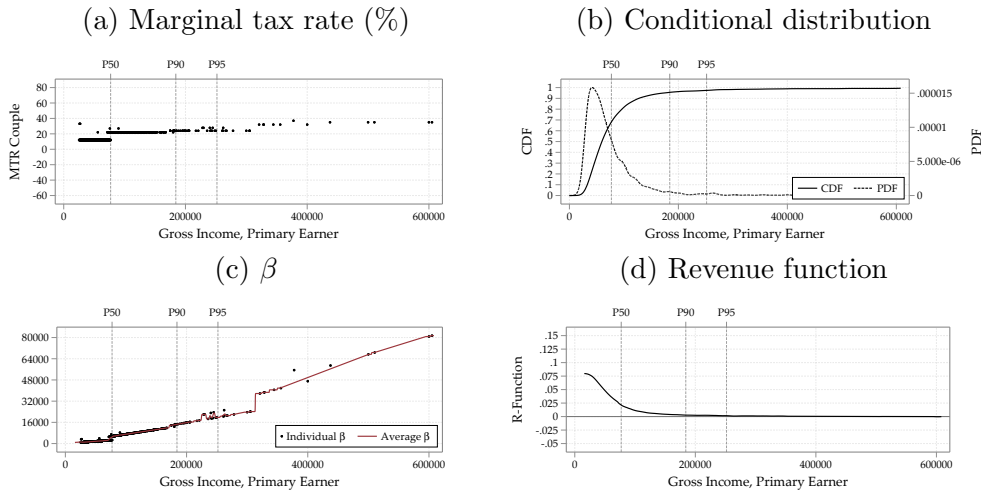 (a) Marginal tax rate (%)
P50 P90 P95
80
60
40
20
0
-20
-40
-60
MTR Couple
0 200000 400000 600000
Gross Income, Primary Earner
(b) Conditional distribution
P50 P90 P95
1
.9
.8
.7
.6
.5
.4
.3
.2
.1
0
CDF
.000015
.00001
5.000e-06
0
PDF
CDF PDF
0 200000 400000 600000
Gross Income, Primary Earner
(c) β
P50 P90 P95
80000
64000
48000
32000
16000
0
β
Individual β Average β
0 200000 400000 600000
Gross Income, Primary Earner
(d) Revenue function
P50 P90 P95
.15
.125
.1
.075
.05
.025
0
-.025
-.05
R-Function
0 200000 400000 600000
Gross Income, Primary Earner